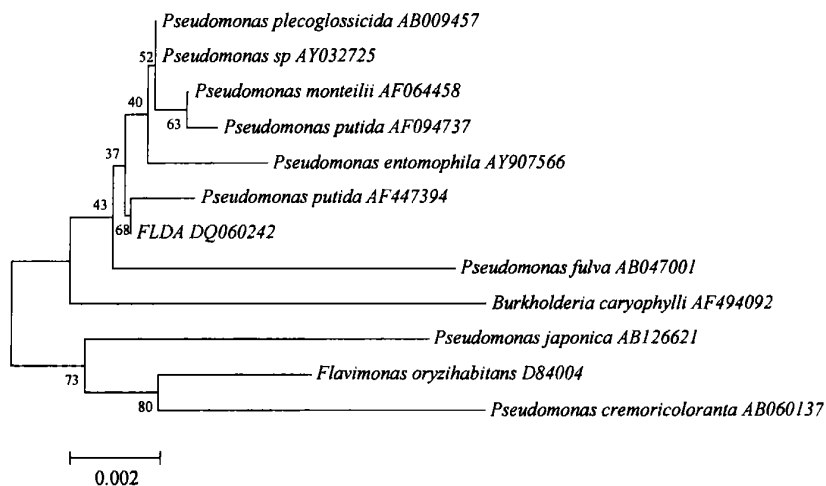 Pseudomonas plecoglossicida AB009457
52
Pseudomonas sp AY032725
Pseudomonas monteilii AF064458
40
63
Pseudomonas putida AF094737
37
Pseudomonas entomophila AY907566
Pseudomonas putida AF447394
43
68
FLDA DQ060242
Pseudomonas fulva AB047001
Burkholderia caryophylli AF494092
Pseudomonas japonica AB126621
73
Flavimonas oryzihabitans D84004
80
Pseudomonas cremoricoloranta AB060137
0.002